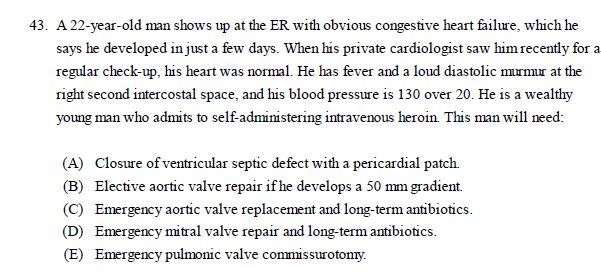 43. A 22-year-old man shows up at the ER with obvious congestive heart failure, which he
says he developed in just a few days. When his private cardiologist saw him recently for a
regular check-up, his heart was normal. He has fever and a loud diastolic murmur at the
right second intercostal space, and his blood pressure is 130 over 20. He is a wealthy
young man who admits to self-administering intravenous heroin. This man will need:
(A) Closure of ventricular septic defect with a pericardial patch.
(B) Elective aortic valve repair if he develops a 50 mm gradient.
(C) Emergency aortic valve replacement and long-term antibiotics.
(D) Emergency mitral valve repair and long-term antibiotics.
(E) Emergency pulmonic valve commissurotomy.